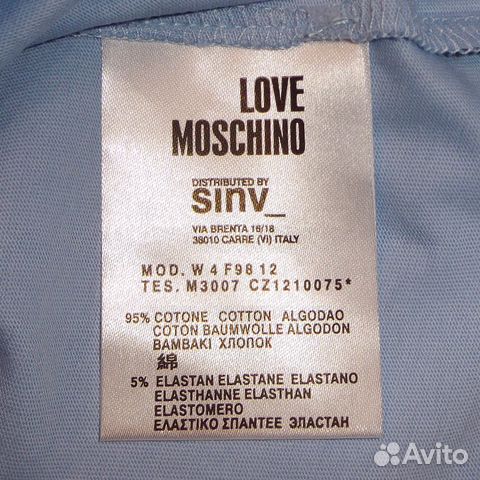 LOVE
MOSCHINO
DISTRIBUTED BY
sinv_
VIA BRENTA 16/18
36010 CARRE (VI) ITALY
MOD. W 4 F98 12
TES. M3007 CZ1210075*
95% COTONE COTTON ALGODAO
COTON BAUMWOLLE ALGODON
BAMBAKI ХЛОПОК
綿
5% ELASTAN ELASTANE ELASTANO
ELASTHANNE ELASTHAN
ELASTOMERO
ΕΛΑΣΤΙΚΟ ΣΠΑΝΤΕΕ ЭЛАСТАН
Avito